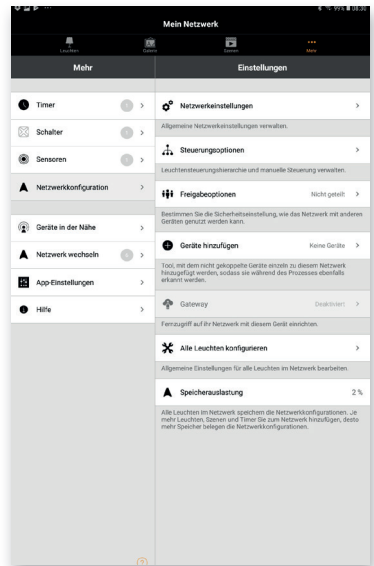 99% 08:30
Mein Netzwerk
Leuchten
Galerie
Szenen
Mehr
Mehr
Einstellungen
Timer
Schalter
Sensoren
Netzwerkkonfiguration
Geräte in der Nähe
Netzwerk wechseln
App-Einstellungen
Hilfe
Netzwerkeinstellungen
Allgemeine Netzwerkeinstellungen verwalten.
Steuerungsoptionen
Leuchtensteuerungshierarchie und manuelle Steuerung verwalten.
Freigabeoptionen Nicht geteilt
Bestimmen Sie die Sicherheitseinstellung, wie das Netzwerk mit anderen
Geräten genutzt werden kann.
Geräte hinzufügen Keine Geräte
Tool, mit dem nicht gekoppelte Geräte einzeln zu diesem Netzwerk
hinzugefügt werden, sodass sie während des Prozesses ebenfalls
erkannt werden.
Gateway Deaktiviert
Fernzugriff auf ihr Netzwerk mit diesem Gerät einrichten.
Alle Leuchten konfigurieren
Allgemeine Einstellungen für alle Leuchten im Netzwerk bearbeiten.
Speicherauslastung 2 %
Alle Leuchten im Netzwerk speichern die Netzwerkkonfigurationen. Je
mehr Leuchten, Szenen und Timer Sie zum Netzwerk hinzufügen, desto
mehr Speicher belegen die Netzwerkkonfigurationen.
?